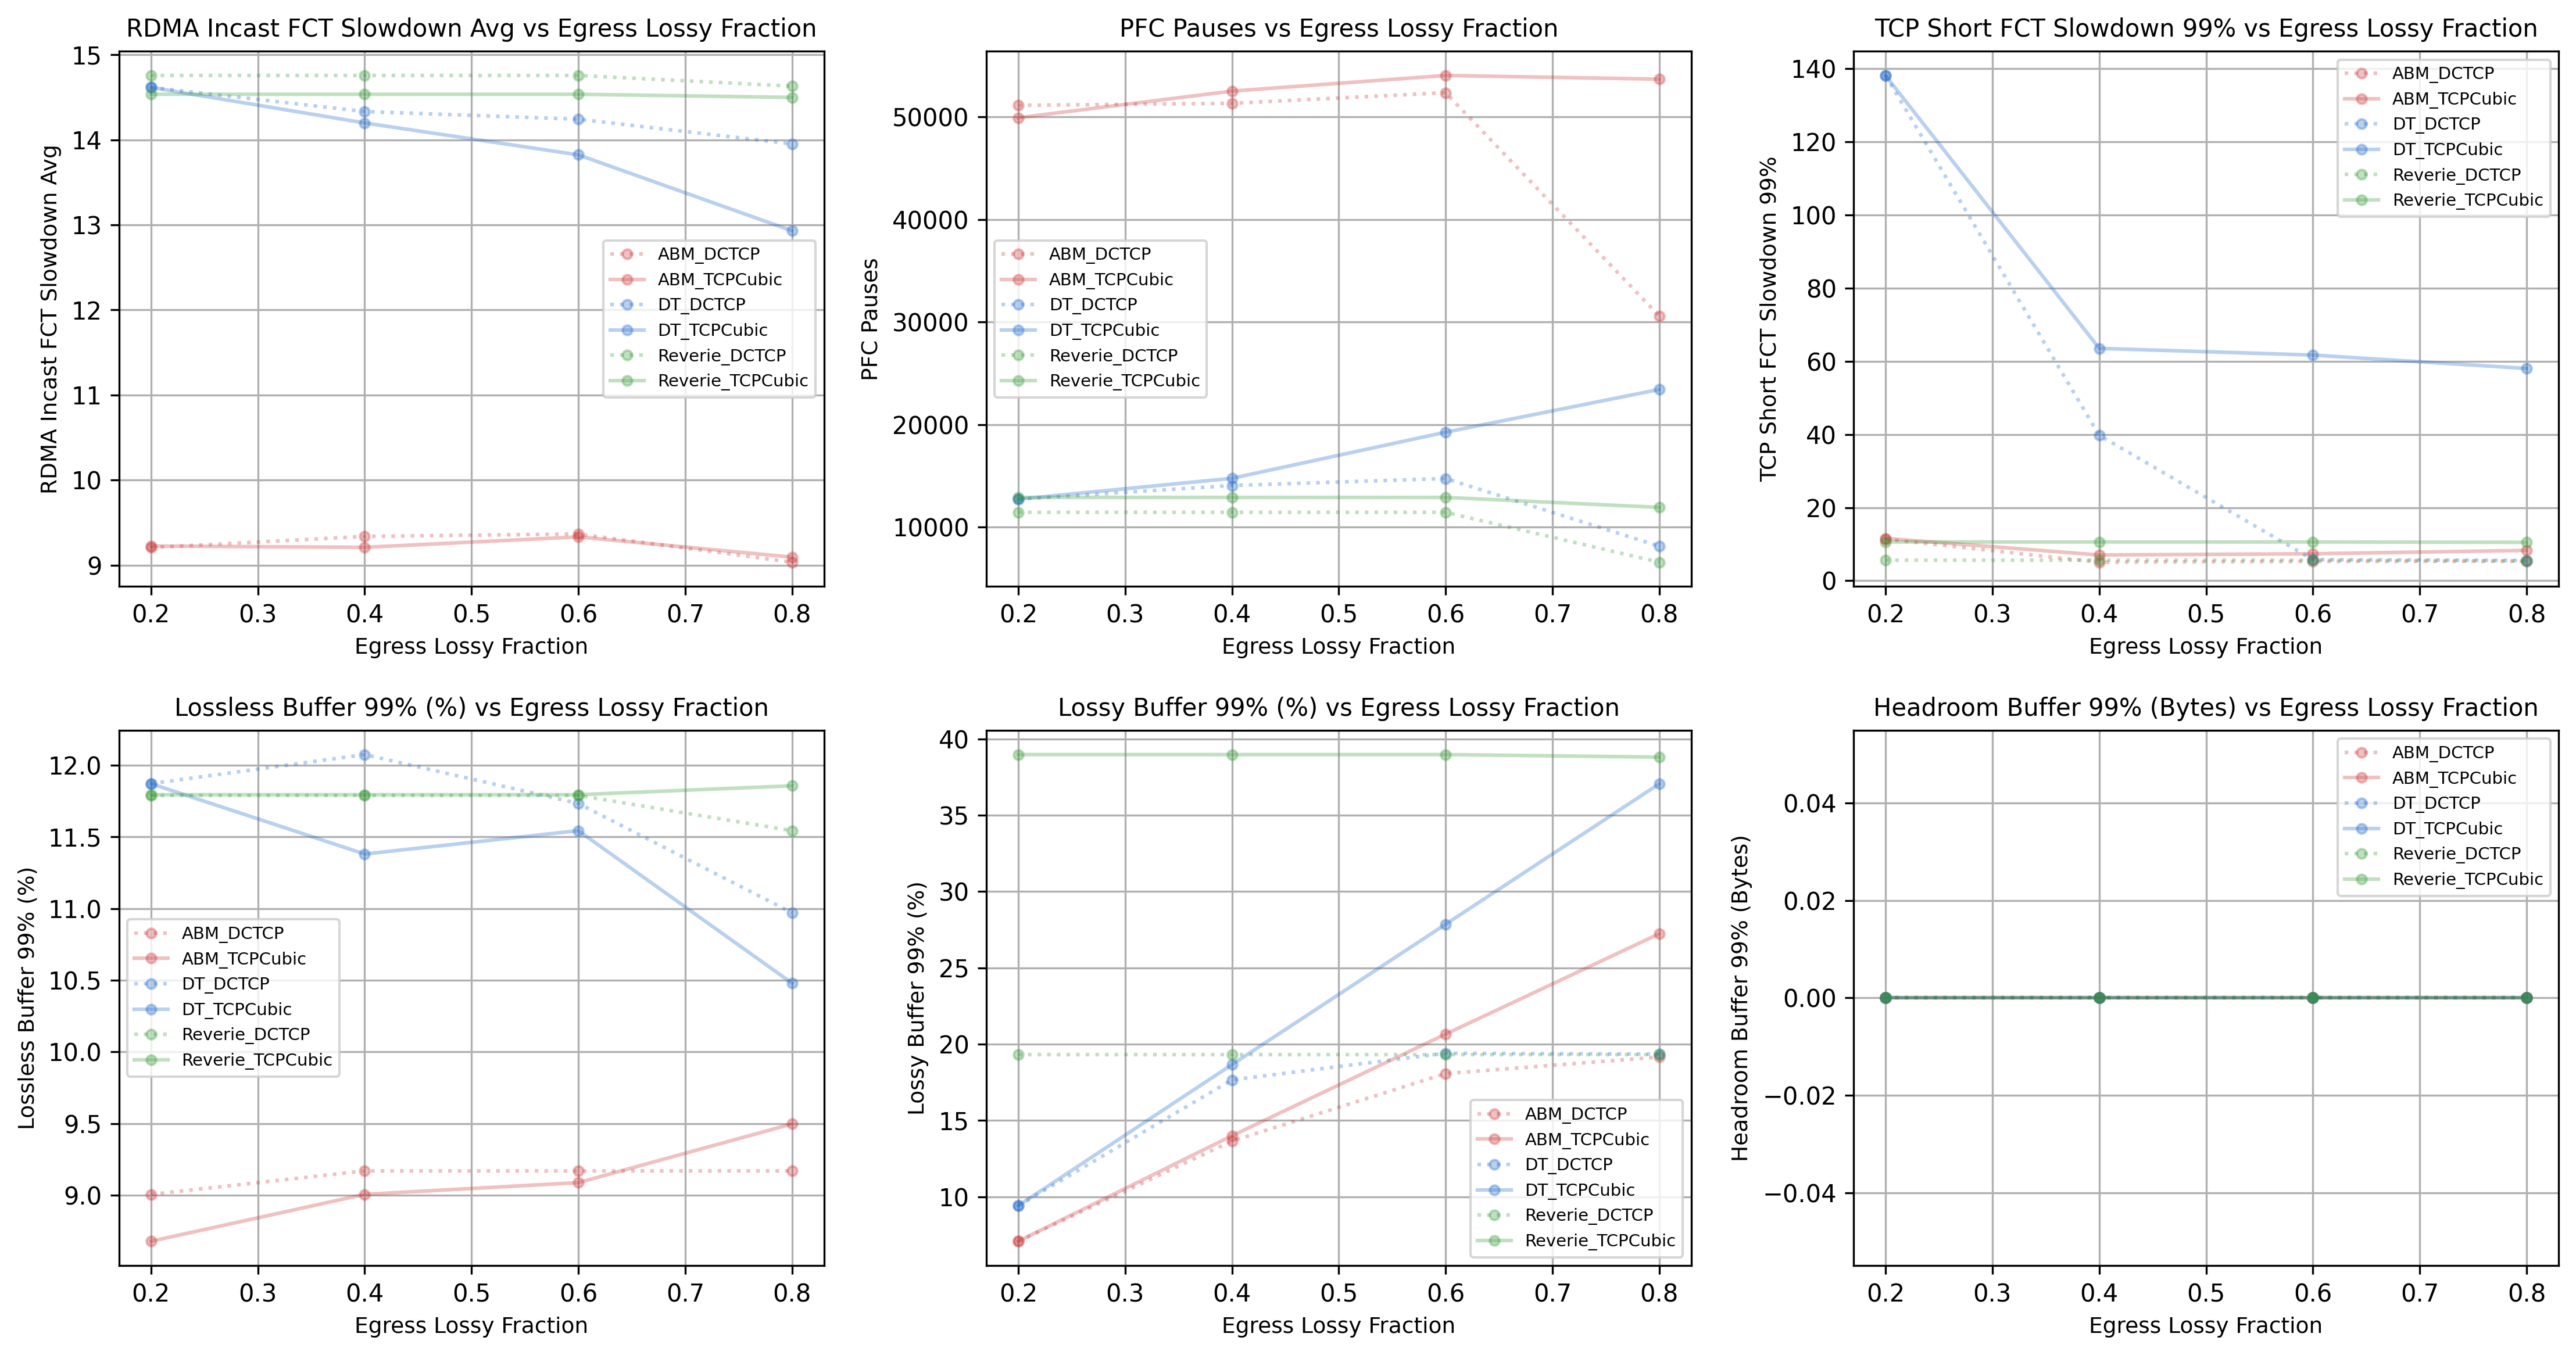 RDMA Incast FCT Slowdown Avg vs Egress Lossy Fraction
RDMA Incast FCT Slowdown Avg
15
14
13
12
11
10
9
ABM_DCTCP
ABM_TCPCubic
DT_DCTCP
DT_TCPCubic
Reverie_DCTCP
Reverie_TCPCubic
0.2 0.3 0.4 0.5 0.6 0.7 0.8
Egress Lossy Fraction
PFC Pauses vs Egress Lossy Fraction
PFC Pauses
50000
40000
30000
20000
10000
ABM_DCTCP
ABM_TCPCubic
DT_DCTCP
DT_TCPCubic
Reverie_DCTCP
Reverie_TCPCubic
0.2 0.3 0.4 0.5 0.6 0.7 0.8
Egress Lossy Fraction
TCP Short FCT Slowdown 99% vs Egress Lossy Fraction
TCP Short FCT Slowdown 99%
140
120
100
80
60
40
20
0
ABM_DCTCP
ABM_TCPCubic
DT_DCTCP
DT_TCPCubic
Reverie_DCTCP
Reverie_TCPCubic
0.2 0.3 0.4 0.5 0.6 0.7 0.8
Egress Lossy Fraction
Lossless Buffer 99% (%) vs Egress Lossy Fraction
Lossless Buffer 99% (%)
12.0
11.5
11.0
10.5
10.0
9.5
9.0
ABM_DCTCP
ABM_TCPCubic
DT_DCTCP
DT_TCPCubic
Reverie_DCTCP
Reverie_TCPCubic
0.2 0.3 0.4 0.5 0.6 0.7 0.8
Egress Lossy Fraction
Lossy Buffer 99% (%) vs Egress Lossy Fraction
Lossy Buffer 99% (%)
40
35
30
25
20
15
10
ABM_DCTCP
ABM_TCPCubic
DT_DCTCP
DT_TCPCubic
Reverie_DCTCP
Reverie_TCPCubic
0.2 0.3 0.4 0.5 0.6 0.7 0.8
Egress Lossy Fraction
Headroom Buffer 99% (Bytes) vs Egress Lossy Fraction
Headroom Buffer 99% (Bytes)
0.04
0.02
0.00
−0.02
−0.04
ABM_DCTCP
ABM_TCPCubic
DT_DCTCP
DT_TCPCubic
Reverie_DCTCP
Reverie_TCPCubic
0.2 0.3 0.4 0.5 0.6 0.7 0.8
Egress Lossy Fraction